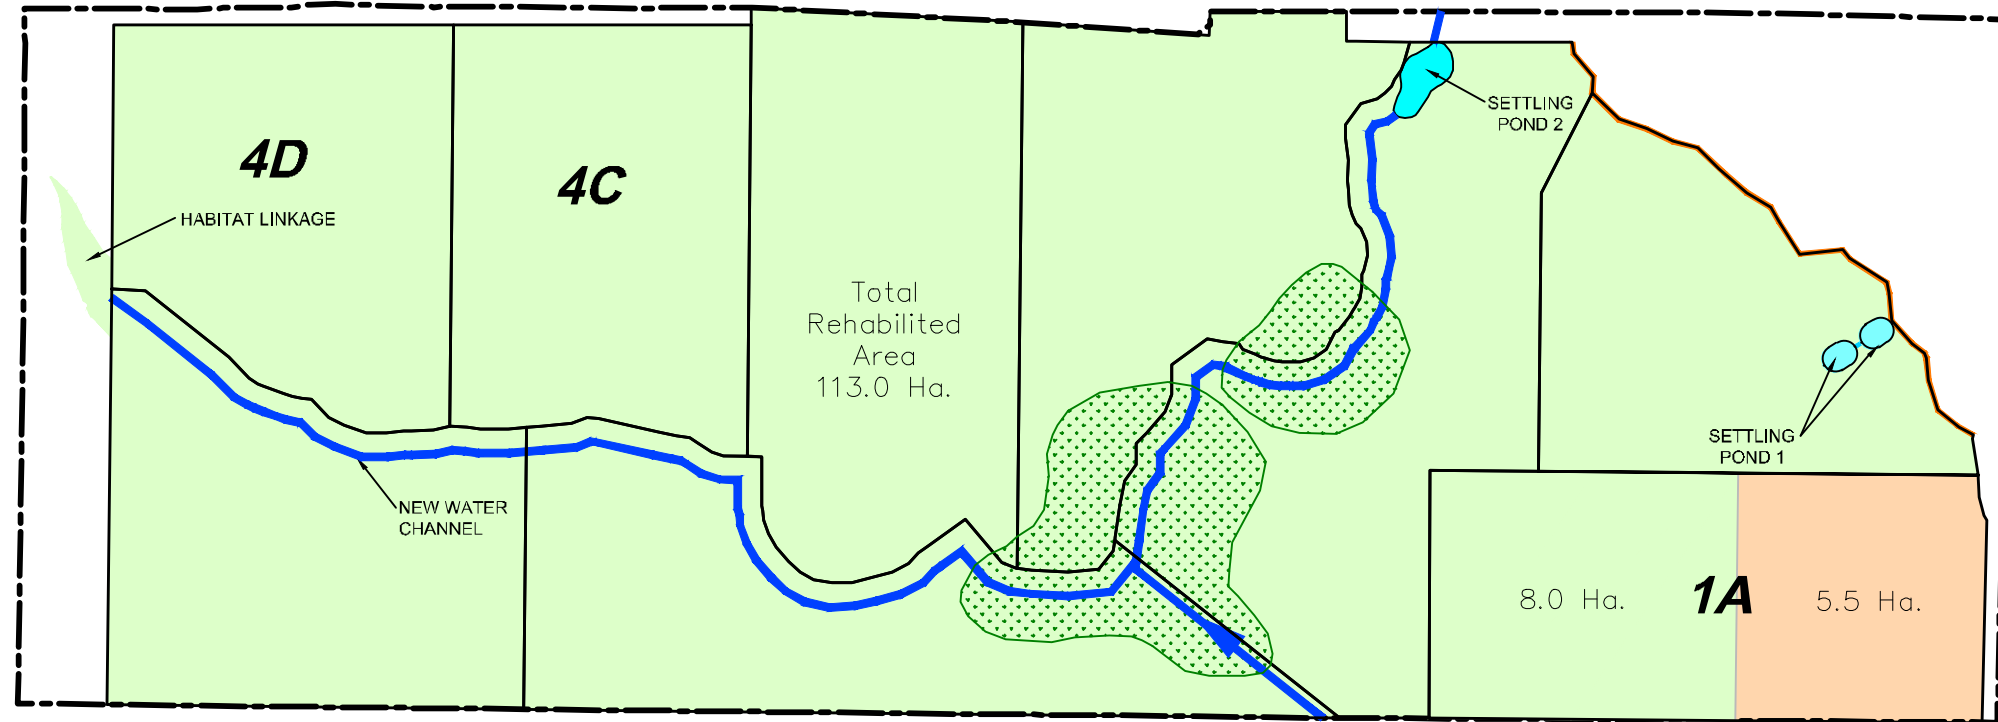 4D
4C
SETTLING
POND 2
HABITAT LINKAGE
Total
Rehabilited
Area
113.0 Ha.
SETTLING
POND 1
NEW WATER
CHANNEL
8.0 Ha.
1A
5.5 Ha.